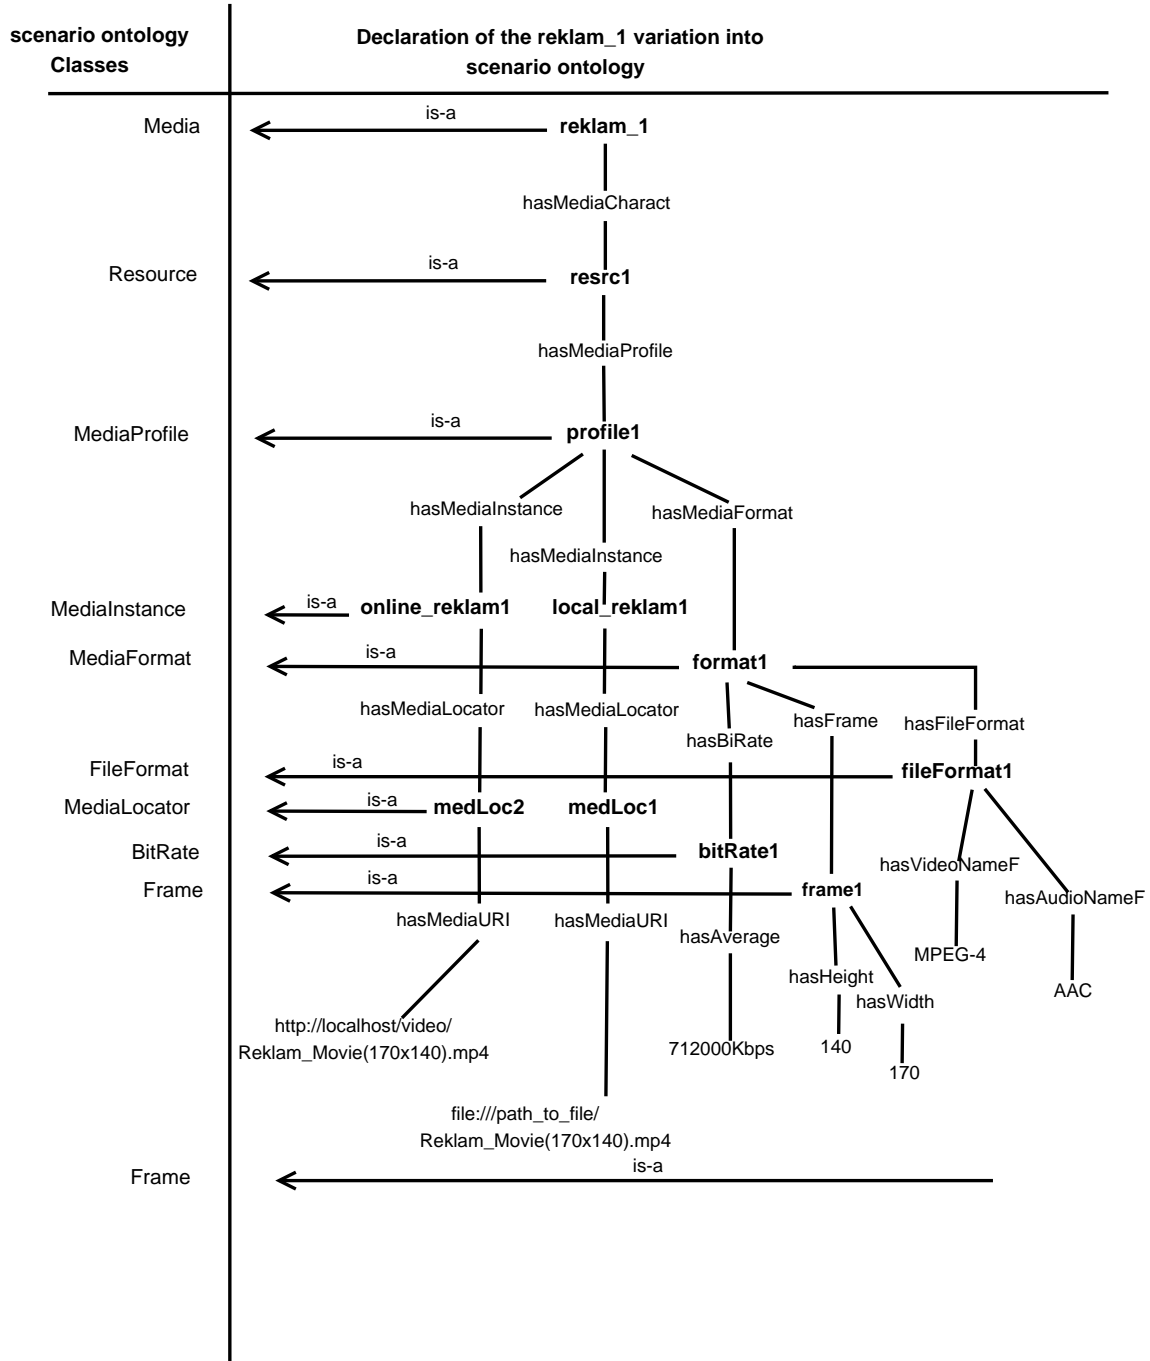 scenario ontology
Classes
Declaration of the reklam_1 variation into
scenario ontology
is-a
Media
reklam_1
hasMediaCharact
is-a
Resource
resrc1
hasMediaProfile
is-a
MediaProfile
profile1
hasMediaInstance
hasMediaFormat
hasMediaInstance
is-a
MediaInstance
online_reklam1
local_reklam1
is-a
MediaFormat
format1
hasMediaLocator
hasMediaLocator
hasFrame
hasFileFormat
hasBiRate
is-a
FileFormat
fileFormat1
is-a
MediaLocator
medLoc2
medLoc1
is-a
BitRate
bitRate1
hasVideoNameF
is-a
Frame
frame1
hasAudioNameF
hasMediaURI
hasMediaURI
hasAverage
MPEG-4
hasHeight
AAC
hasWidth
http://localhost/video/
Reklam_Movie(170x140).mp4
712000Kbps
140
170
file:///path_to_file/
Reklam_Movie(170x140).mp4
is-a
Frame